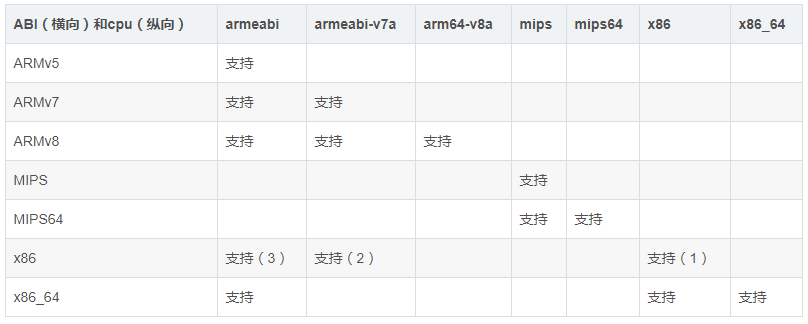 ABI（横向）和cpu（纵向） armeabi armeabi-v7a arm64-v8a mips mips64 x86 x86_64
ARMv5 支持
ARMv7 支持 支持
ARMv8 支持 支持 支持
MIPS 支持
MIPS64 支持 支持
x86 支持（3） 支持（2） 支持（1）
x86_64 支持 支持 支持